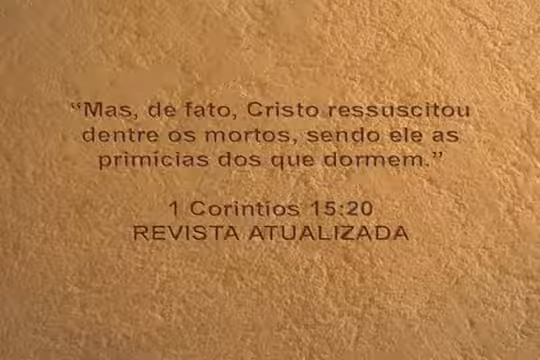 “Mas, de fato, Cristo ressuscitou
dentre os mortos, sendo ele as
primícias dos que dormem.”
1 Coríntios 15:20
REVISTA ATUALIZADA